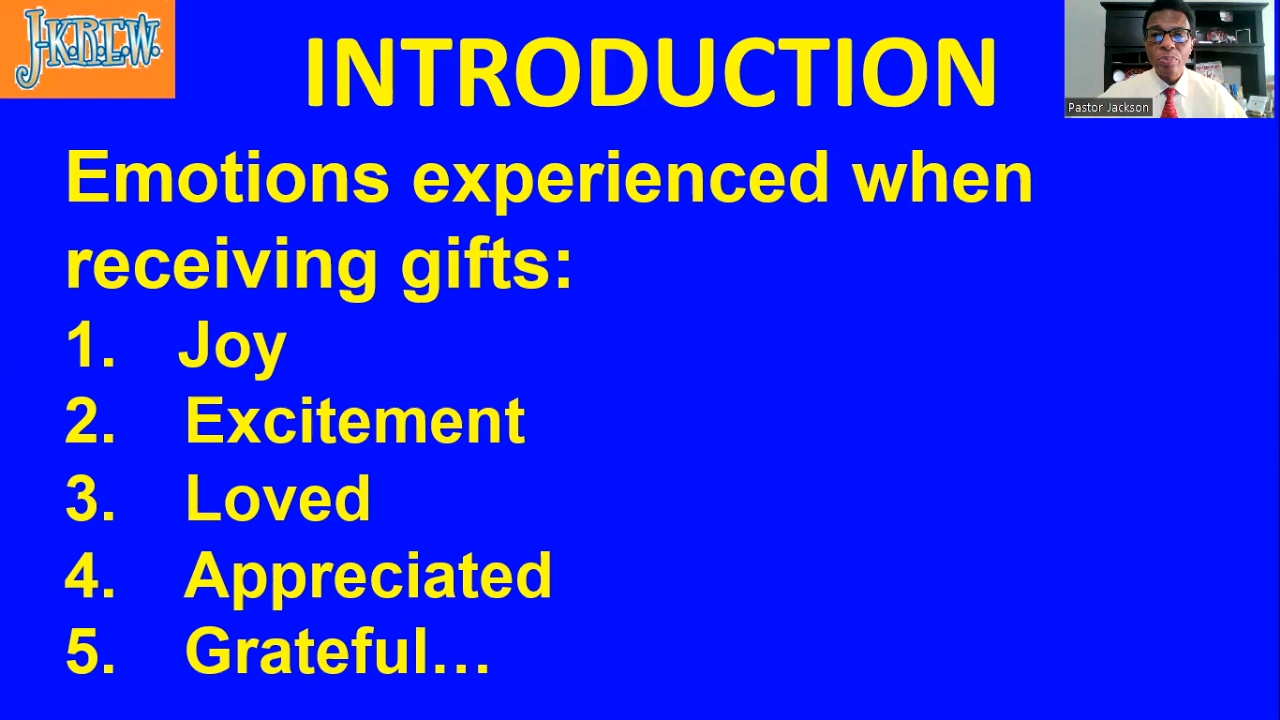 J-K.R.E.W.
INTRODUCTION
Pastor Jackson
Emotions experienced when
receiving gifts:
1. Joy
2. Excitement
3. Loved
4. Appreciated
5. Grateful…